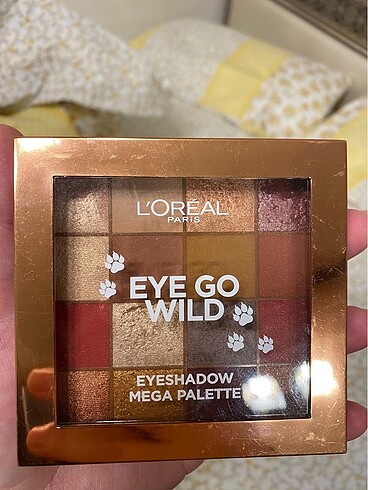 L'ORÉAL
PARIS
EYE GO
WILD
EYESHADOW
MEGA PALETTE